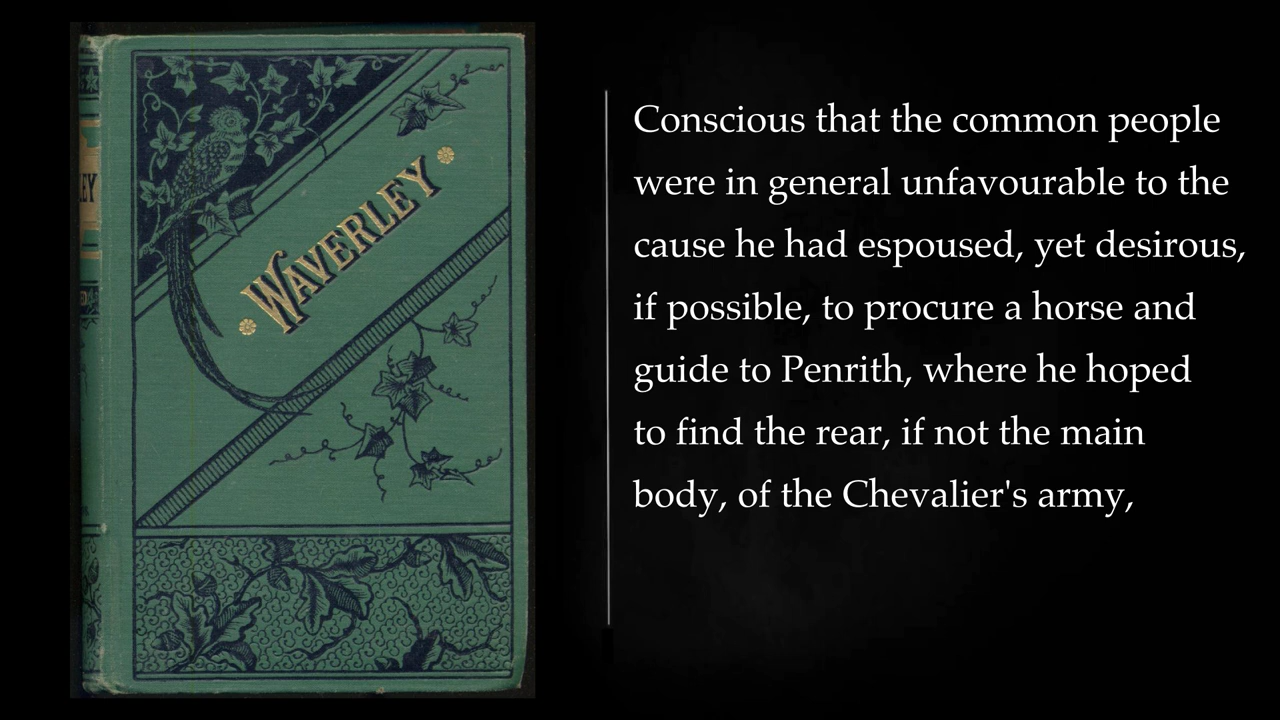 WAVERLEY
Conscious that the common people
were in general unfavourable to the
cause he had espoused, yet desirous,
if possible, to procure a horse and
guide to Penrith, where he hoped
to find the rear, if not the main
body, of the Chevalier's army,